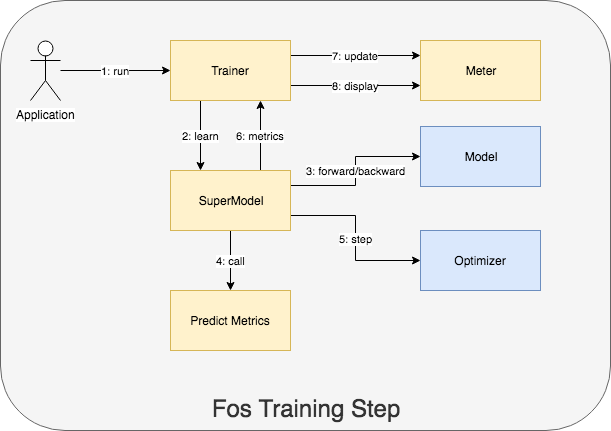 Application
1: run
Trainer
7: update
8: display
Meter
2: learn
6: metrics
SuperModel
3: forward/backward
Model
5: step
Optimizer
4: call
Predict Metrics
Fos Training Step